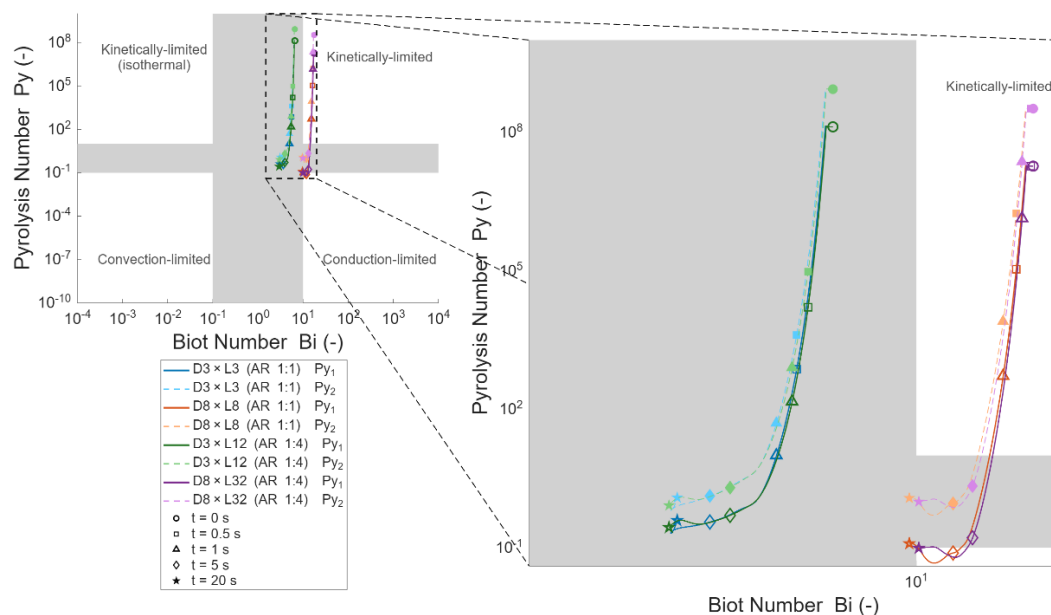 Pyrolysis Number Py (-)
10^8
10^5
10^2
10^-1
10^-4
10^-7
10^-10
Kinetically-limited
(isothermal)
Kinetically-limited
Convection-limited
Conduction-limited
10^-4
10^-3
10^-2
10^-1
10^0
10^1
10^2
10^3
10^4
Biot Number Bi (-)
D3 × L3 (AR 1:1) Py₁
D3 × L3 (AR 1:1) Py₂
D8 × L8 (AR 1:1) Py₁
D8 × L8 (AR 1:1) Py₂
D3 × L12 (AR 1:4) Py₁
D3 × L12 (AR 1:4) Py₂
D8 × L32 (AR 1:4) Py₁
D8 × L32 (AR 1:4) Py₂
t = 0 s
t = 0.5 s
t = 1 s
t = 5 s
t = 20 s
Pyrolysis Number Py (-)
Kinetically-limited
10^8
10^5
10^2
10^-1
10^1
Biot Number Bi (-)